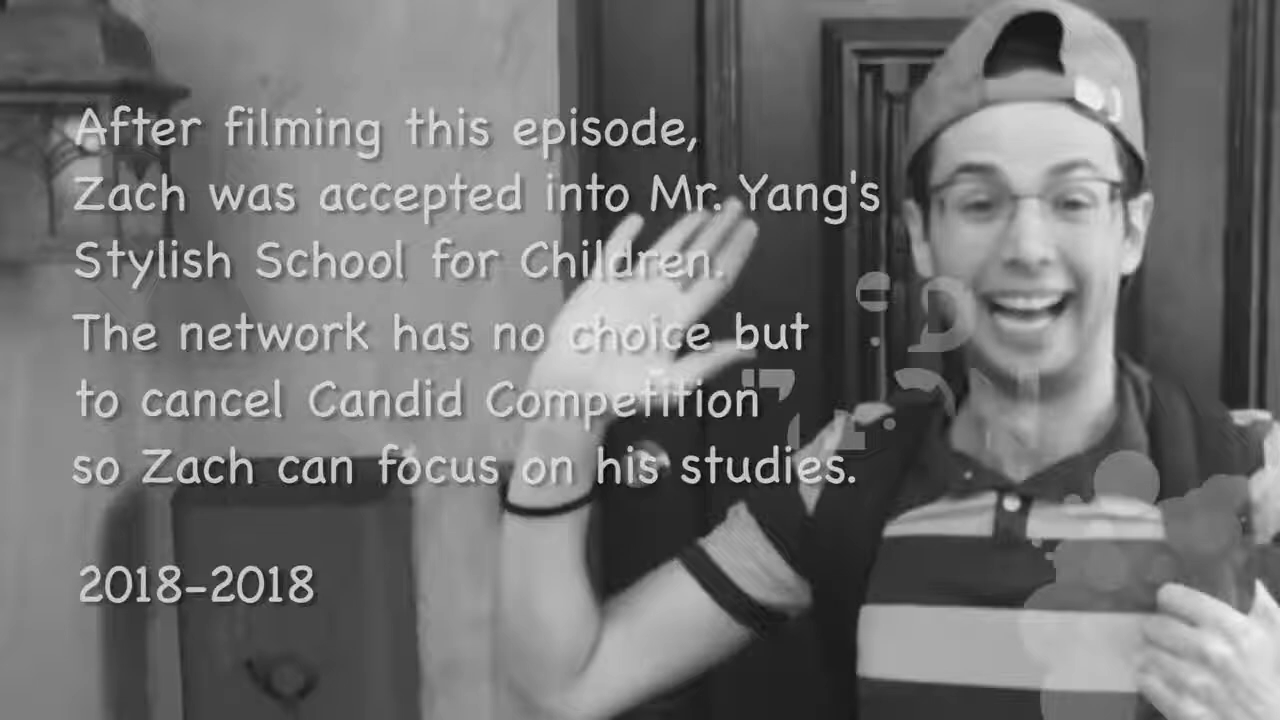 After filming this episode,
Zach was accepted into Mr. Yang's
Stylish School for Children.
The network has no choice but
to cancel Candid Competition
so Zach can focus on his studies.
2018-2018